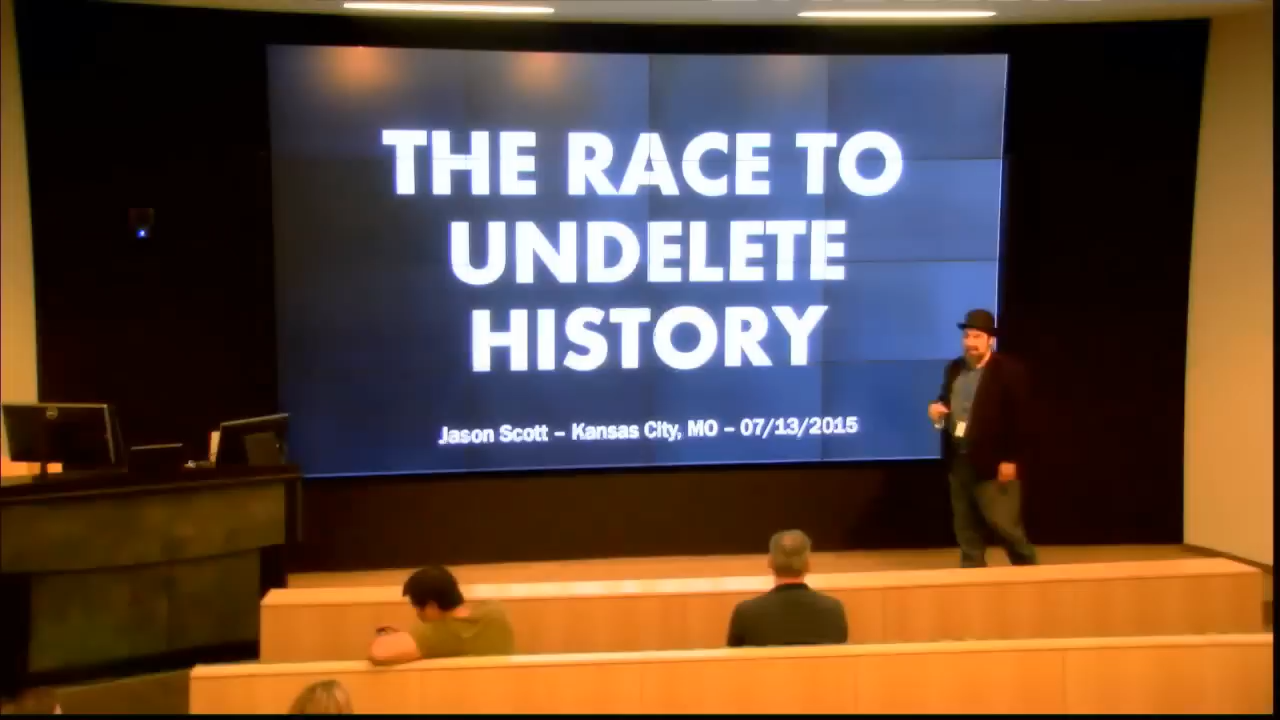 THE RACE TO
UNDELETE
HISTORY
Jason Scott – Kansas City, MO – 07/13/2015